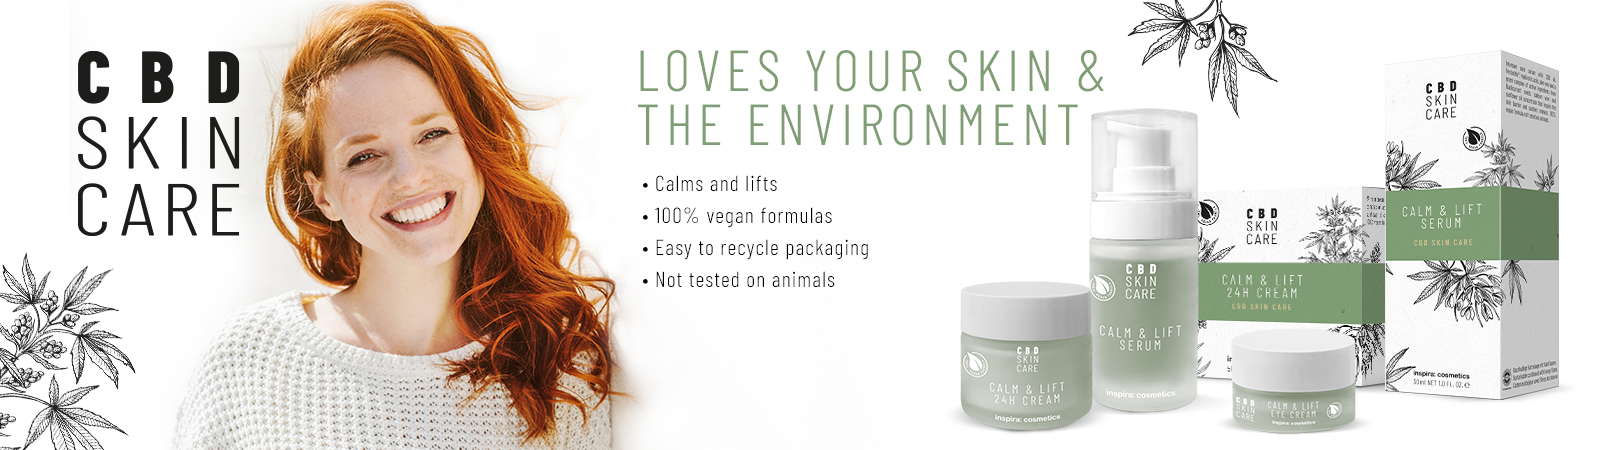 CBD
SKIN
CARE
LOVES YOUR SKIN &
THE ENVIRONMENT
• Calms and lifts
• 100% vegan formulas
• Easy to recycle packaging
• Not tested on animals
CBD
SKIN
CARE
CALM & LIFT
24H CREAM
inspira: cosmetics
CBD
SKIN
CARE
CALM & LIFT
SERUM
inspira: cosmetics
CBD
SKIN
CARE
CALM & LIFT
24H CREAM
CBD SKIN CARE
CBD
SKIN
CARE
CALM & LIFT
EYE CREAM
inspira: cosmetics
CBD
SKIN
CARE
CALM & LIFT
SERUM
CBD SKIN CARE
inspira: cosmetics